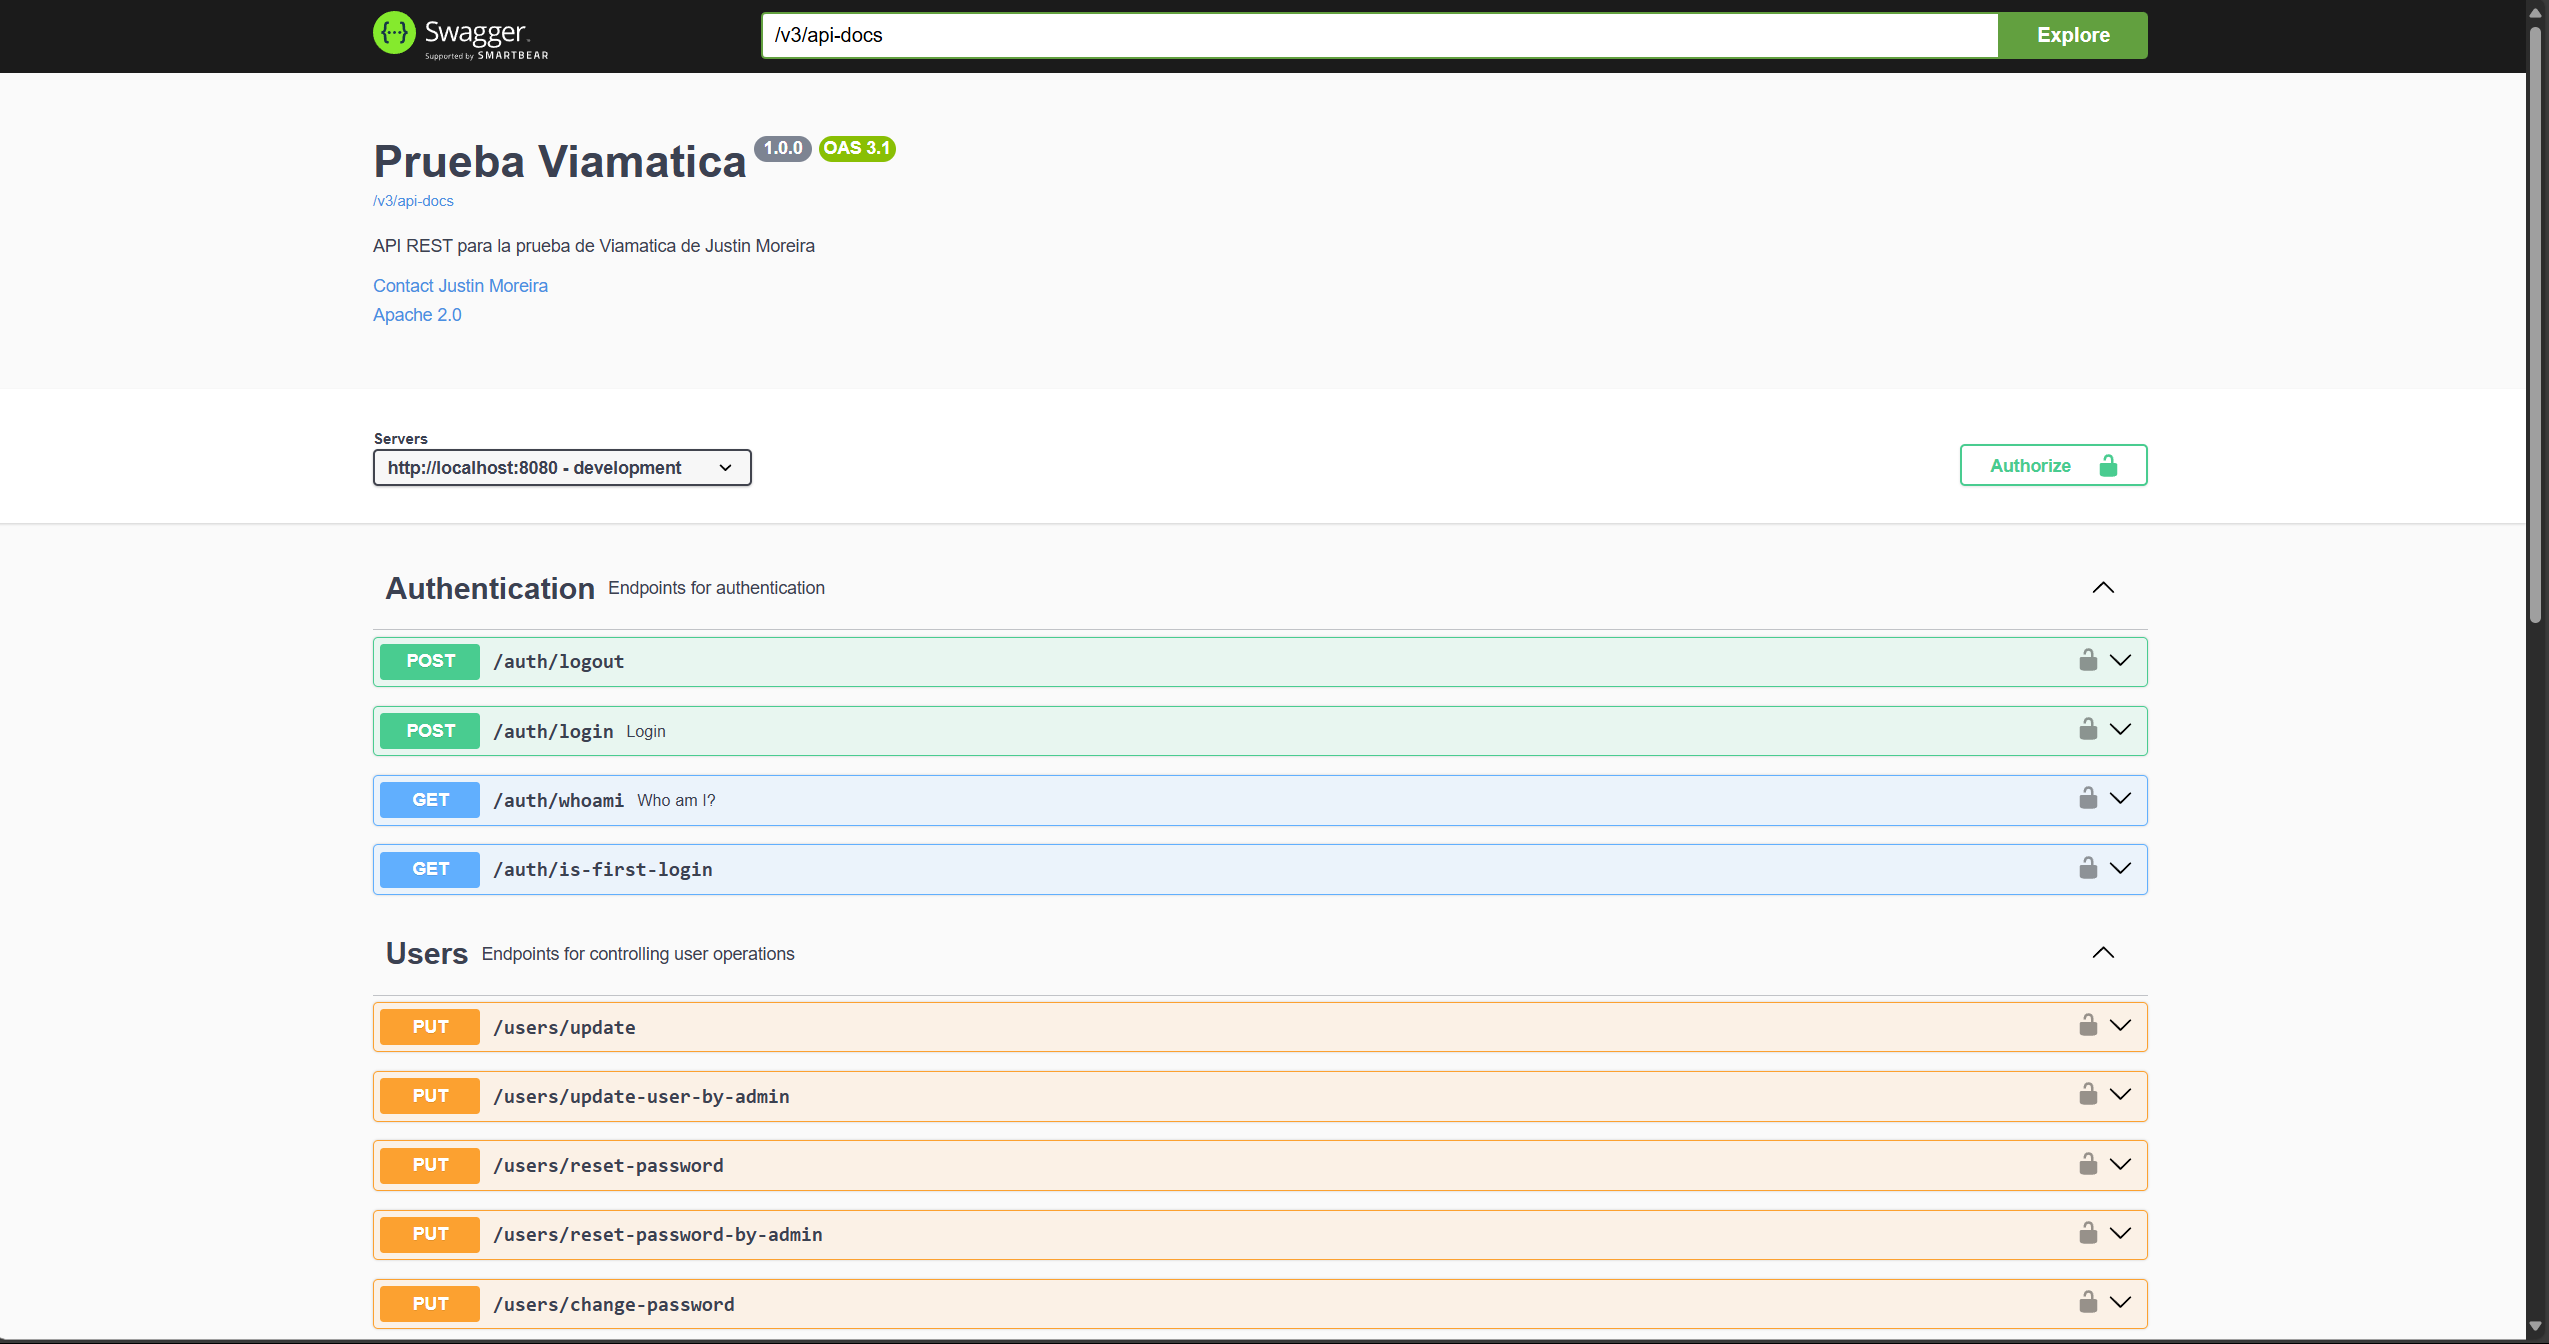 Swagger.
Supported by SMARTBEAR
/v3/api-docs
Explore
Prueba Viamatica 1.0.0 OAS 3.1
/v3/api-docs
API REST para la prueba de Viamatica de Justin Moreira
Contact Justin Moreira
Apache 2.0
Servers
http://localhost:8080 - development
Authorize
Authentication Endpoints for authentication
POST /auth/logout
POST /auth/login Login
GET /auth/whoami Who am I?
GET /auth/is-first-login
Users Endpoints for controlling user operations
PUT /users/update
PUT /users/update-user-by-admin
PUT /users/reset-password
PUT /users/reset-password-by-admin
PUT /users/change-password